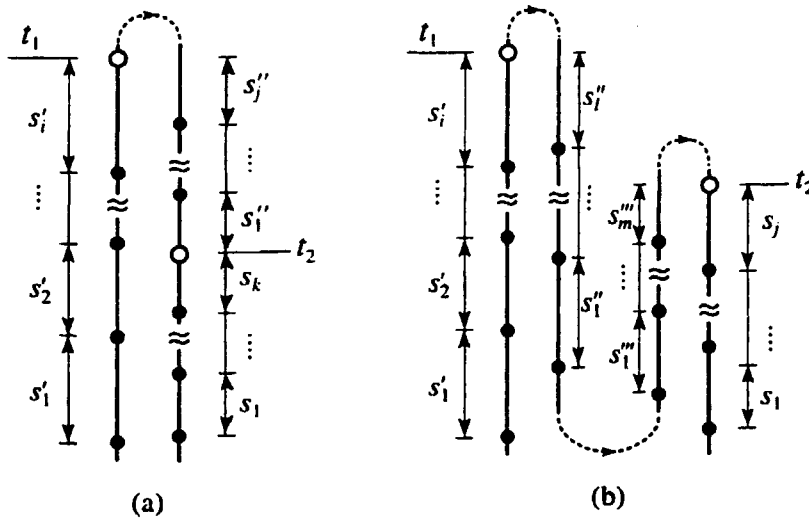 t₁
s′ᵢ
s′₂
s′₁
s″ⱼ
s″₁
t₂
sₖ
s₁
(a)
t₁
s′ᵢ
s′₂
s′₁
s″ₗ
s″₁
s‴ₘ
s‴₁
t₂
sⱼ
s₁
(b)